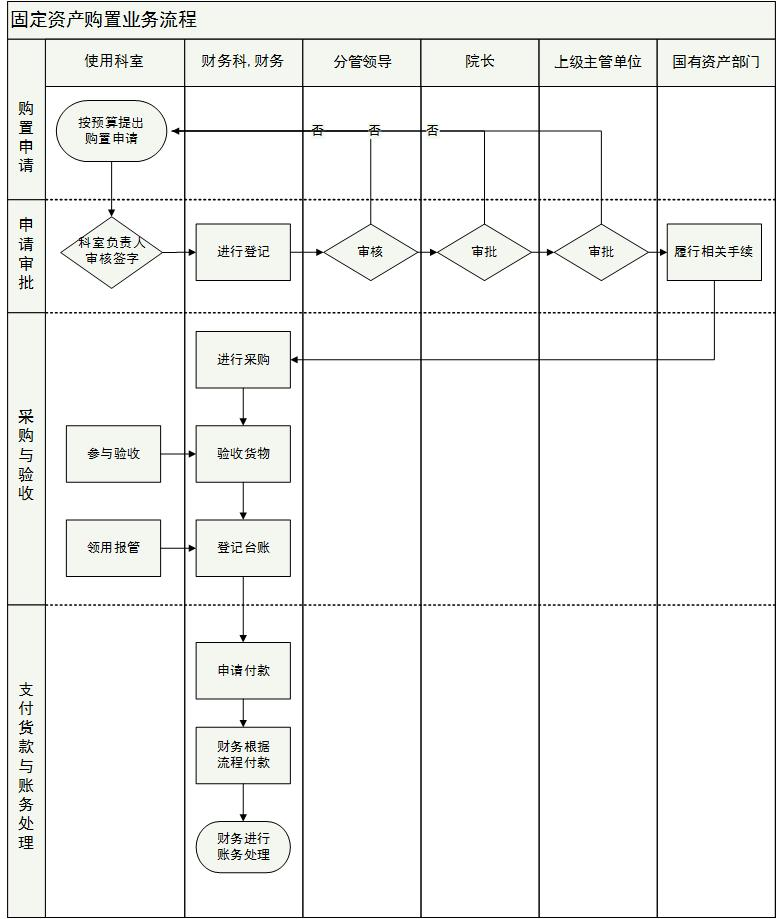 固定资产购置业务流程
使用科室
财务科,财务
分管领导
院长
上级主管单位
国有资产部门
购
置
申
请
按预算提出
购置申请
否
否
否
申
请
审
批
科室负责人
审核签字
进行登记
审核
审批
审批
履行相关手续
采
购
与
验
收
进行采购
参与验收
验收货物
领用报管
登记台账
支
付
货
款
与
账
务
处
理
申请付款
财务根据
流程付款
财务进行
账务处理